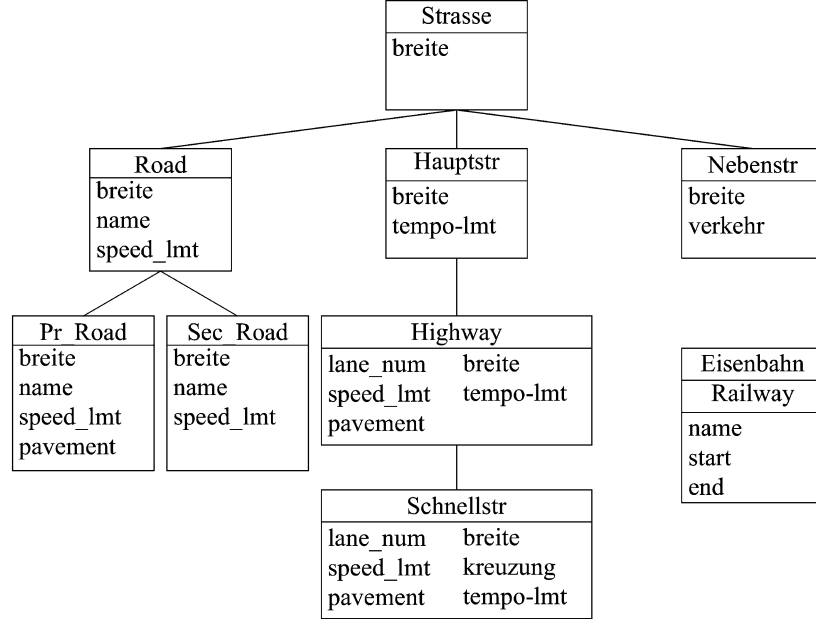 Strasse
breite
Road
breite
name
speed_lmt
Hauptstr
breite
tempo-lmt
Nebenstr
breite
verkehr
Pr_Road
breite
name
speed_lmt
pavement
Sec_Road
breite
name
speed_lmt
Highway
lane_num breite
speed_lmt tempo-lmt
pavement
Eisenbahn
Railway
name
start
end
Schnellstr
lane_num breite
speed_lmt kreuzung
pavement tempo-lmt